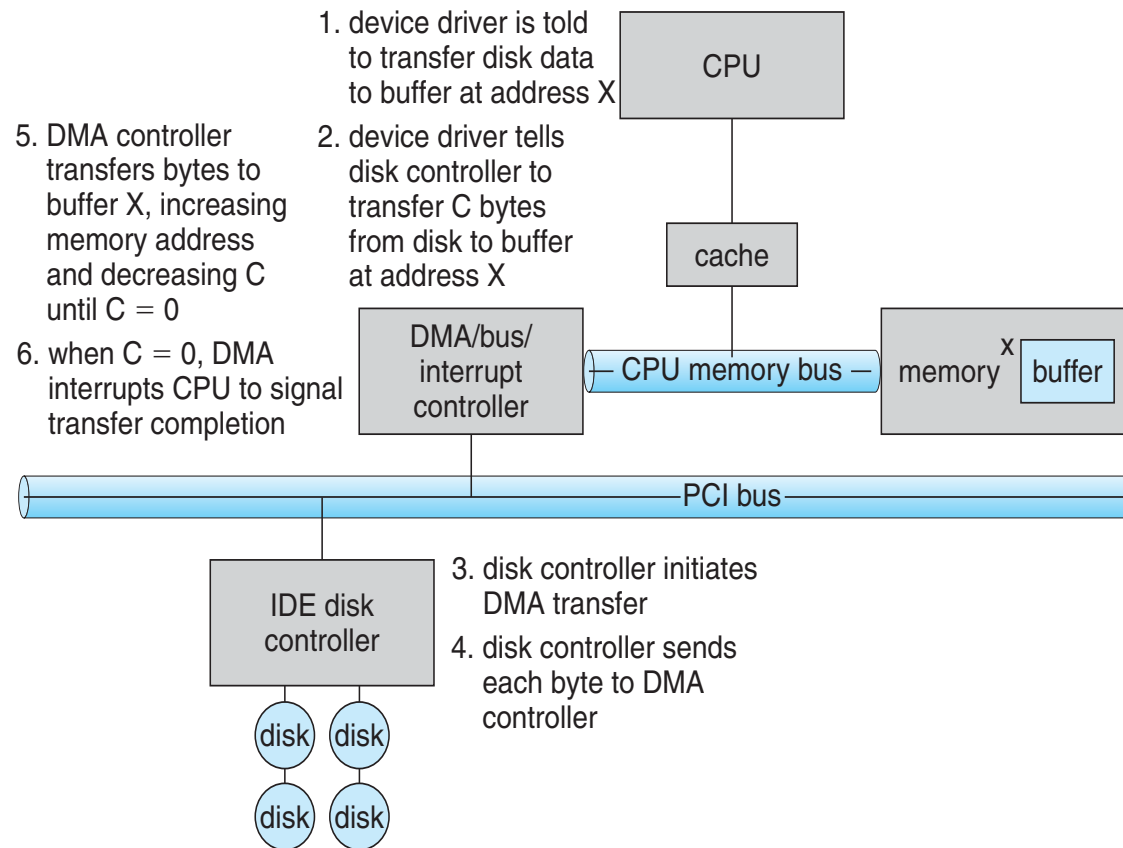 1. device driver is told
to transfer disk data
to buffer at address X
CPU
5. DMA controller
transfers bytes to
buffer X, increasing
memory address
and decreasing C
until C = 0
2. device driver tells
disk controller to
transfer C bytes
from disk to buffer
at address X
cache
6. when C = 0, DMA
interrupts CPU to signal
transfer completion
DMA/bus/
interrupt
controller
CPU memory bus
memory
x
buffer
PCI bus
IDE disk
controller
3. disk controller initiates
DMA transfer
4. disk controller sends
each byte to DMA
controller
disk
disk
disk
disk